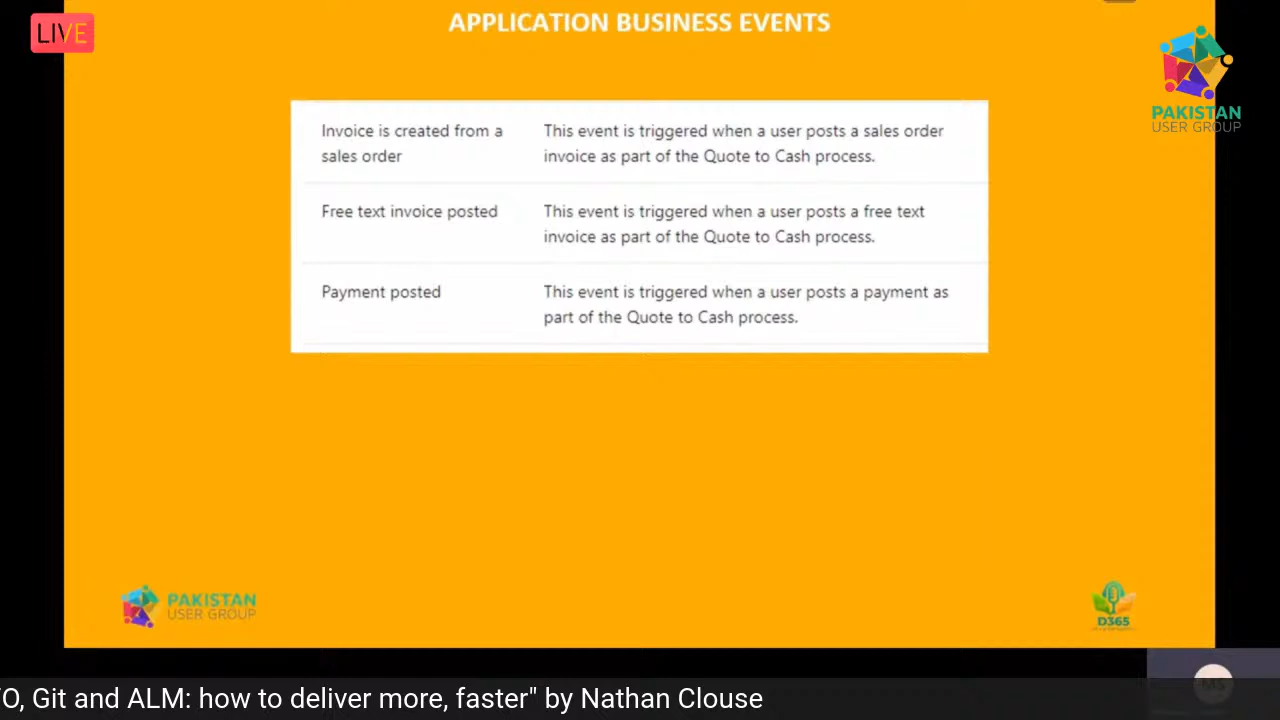 LIVE
APPLICATION BUSINESS EVENTS
PAKISTAN
USER GROUP
Invoice is created from a
sales order
This event is triggered when a user posts a sales order
invoice as part of the Quote to Cash process.
Free text invoice posted
This event is triggered when a user posts a free text
invoice as part of the Quote to Cash process.
Payment posted
This event is triggered when a user posts a payment as
part of the Quote to Cash process.
PAKISTAN
USER GROUP
D365
O, Git and ALM: how to deliver more, faster" by Nathan Clouse